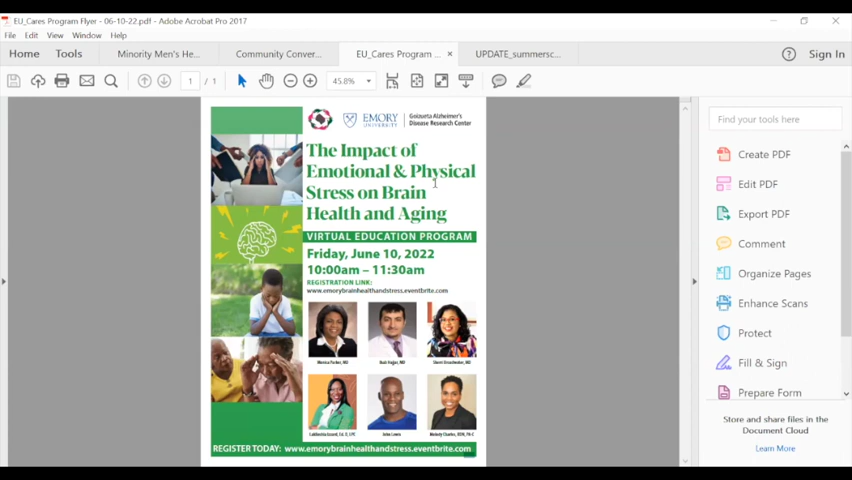 EU_Cares Program Flyer - 06-10-22.pdf - Adobe Acrobat Pro 2017
File Edit View Window Help
Home Tools Minority Men's He... Community Conver... EU_Cares Program ... × UPDATE_summersc... Sign In
1 / 1 45.8%
EMORY
UNIVERSITY
Goizueta Alzheimer's
Disease Research Center
The Impact of
Emotional & Physical
Stress on Brain
Health and Aging
VIRTUAL EDUCATION PROGRAM
Friday, June 10, 2022
10:00am – 11:30am
REGISTRATION LINK:
www.emorybrainhealthandstress.eventbrite.com
Monica Parker, MD
REGISTER TODAY: www.emorybrainhealthandstress.eventbrite.com
Find your tools here
Create PDF
Edit PDF
Export PDF
Comment
Organize Pages
Enhance Scans
Protect
Fill & Sign
Prepare Form
Store and share files in the
Document Cloud
Learn More